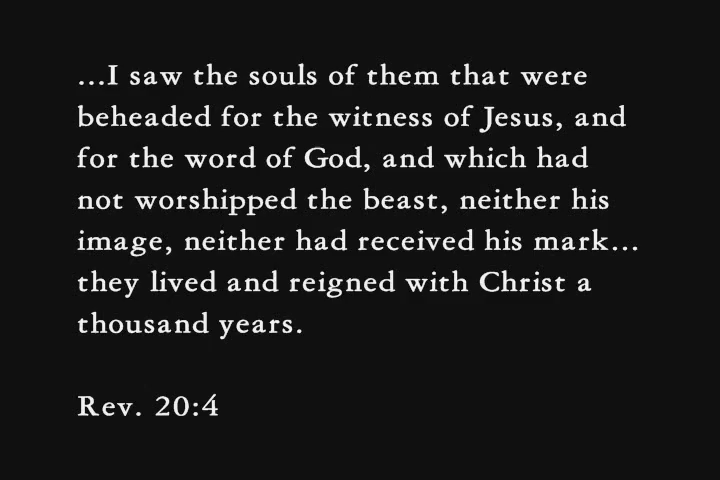 ...I saw the souls of them that were
beheaded for the witness of Jesus, and
for the word of God, and which had
not worshipped the beast, neither his
image, neither had received his mark...
they lived and reigned with Christ a
thousand years.
Rev. 20:4